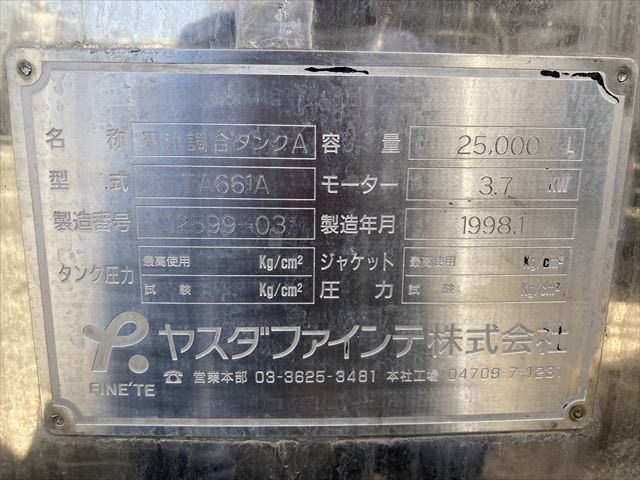 名 称 果汁調合タンクA 容 量 25,000 L
型 式 TA661A モーター 3.7 KW
製造番号 12599-03 製造年月 1998.1
タンク圧力 最高使用 Kg/cm² ジャケット 最高使用 Kg/cm²
試 験 Kg/cm² 圧 力 試 験 Kg/cm²
ヤスダファインテ株式会社
FINE'TE ☎ 営業本部 03-3625-3481 本社工場 04709-7-1231